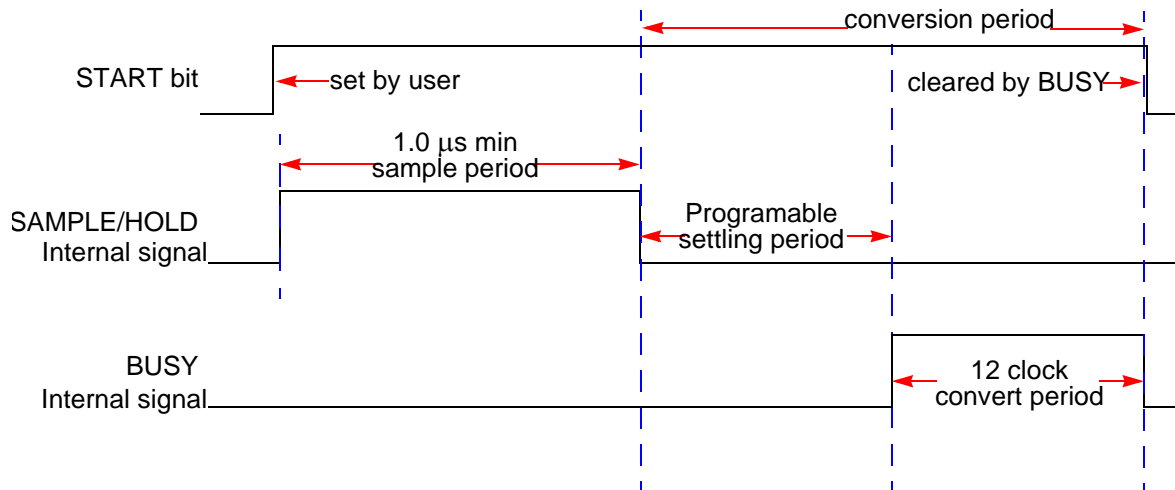 conversion period
START bit
set by user
cleared by BUSY
1.0 μs min
sample period
SAMPLE/HOLD
Internal signal
Programable
settling period
BUSY
Internal signal
12 clock
convert period